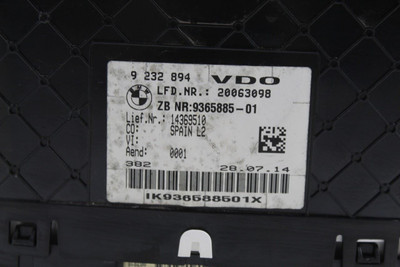 9 232 894 VDO
LFD.NR.: 20063098
ZB NR:9365885-01
Lief.Nr.: 14369510
CO: SPAIN L2
VI:
Aend: 0001
382 28.07.14
IK936588501X